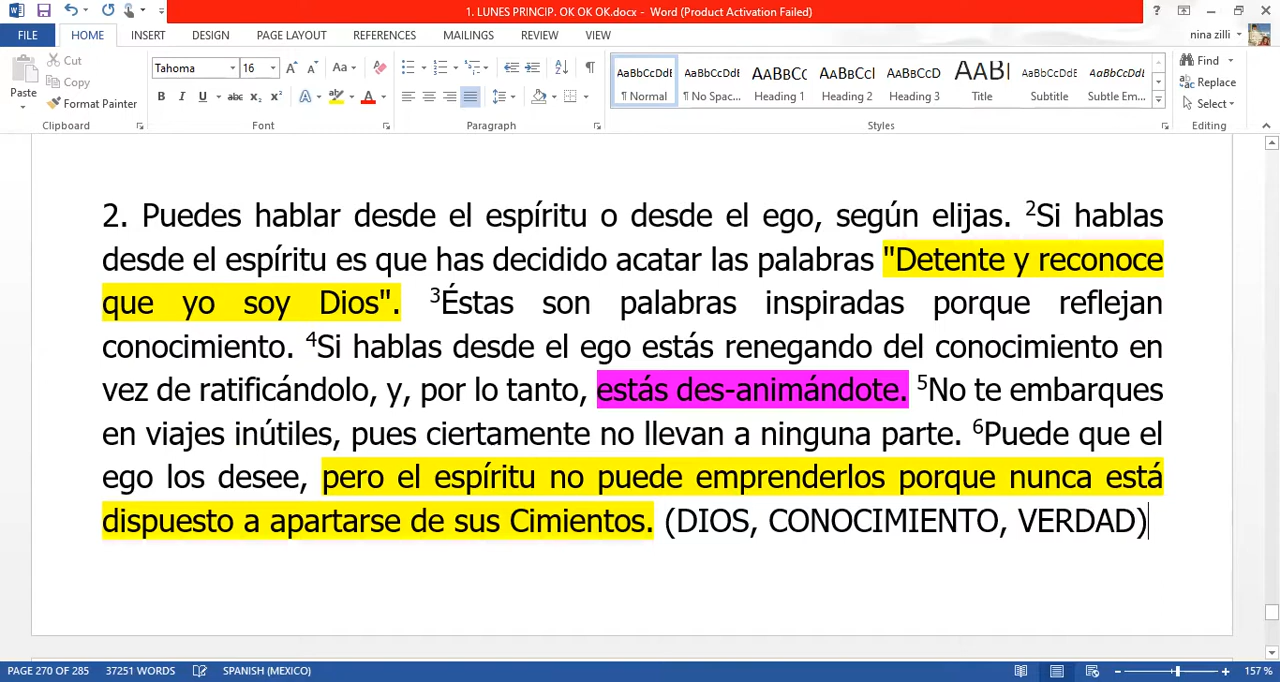 1. LUNES PRINCIP. OK OK OK.docx - Word (Product Activation Failed)
FILE HOME INSERT DESIGN PAGE LAYOUT REFERENCES MAILINGS REVIEW VIEW nina zilli
Paste Cut Copy Format Painter
Clipboard
Tahoma 16 Aa
B I U abc x₂ x² A A
Font
Paragraph
AaBbCcDdE AaBbCcDdE AaBbCc AaBbCcI AaBbCcD AaBI AaBbCcDdE AaBbCcDdE
¶ Normal ¶ No Spac... Heading 1 Heading 2 Heading 3 Title Subtitle Subtle Em...
Styles
Find Replace Select
Editing
2. Puedes hablar desde el espíritu o desde el ego, según elijas. ²Si hablas
desde el espíritu es que has decidido acatar las palabras "Detente y reconoce
que yo soy Dios". ³Éstas son palabras inspiradas porque reflejan
conocimiento. ⁴Si hablas desde el ego estás renegando del conocimiento en
vez de ratificándolo, y, por lo tanto, estás des-animándote. ⁵No te embarques
en viajes inútiles, pues ciertamente no llevan a ninguna parte. ⁶Puede que el
ego los desee, pero el espíritu no puede emprenderlos porque nunca está
dispuesto a apartarse de sus Cimientos. (DIOS, CONOCIMIENTO, VERDAD)
PAGE 270 OF 285 37251 WORDS SPANISH (MEXICO) 157 %